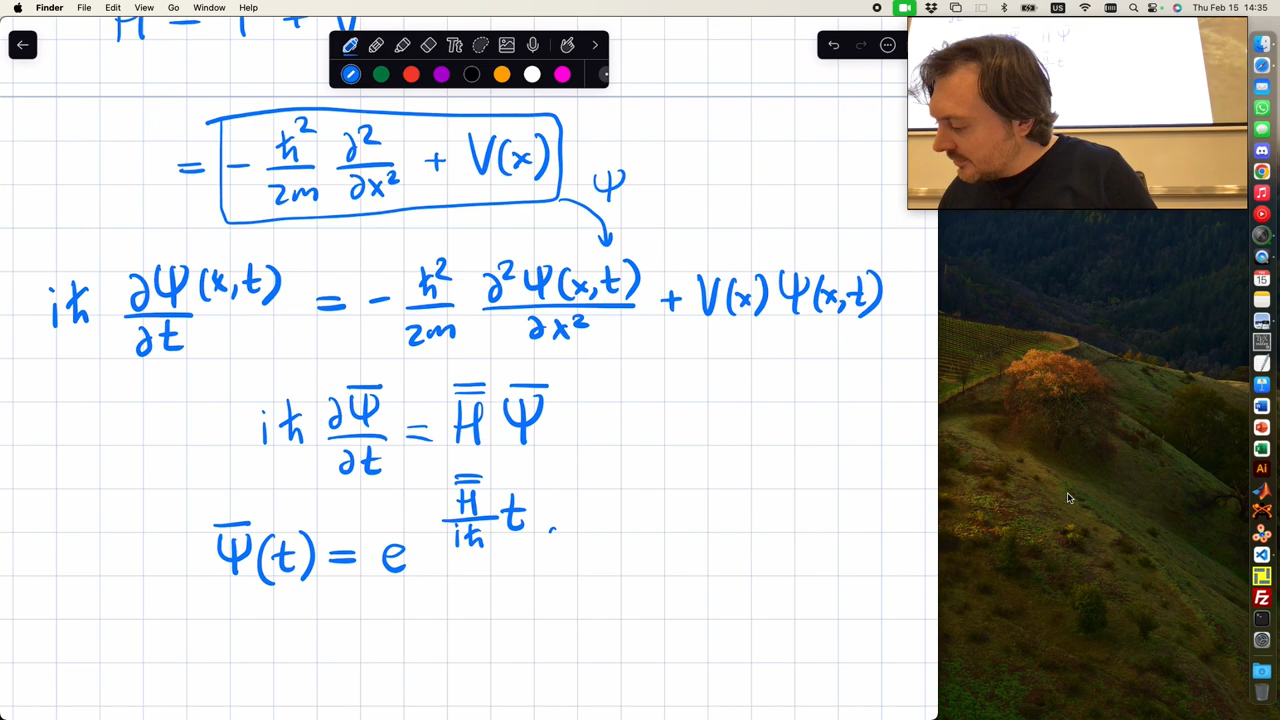 Finder File Edit View Go Window Help Thu Feb 15 14:35
H = T + V
= - ħ²/2m ∂²/∂x² + V(x)
Ψ
iħ ∂Ψ(x,t)/∂t = - ħ²/2m ∂²Ψ(x,t)/∂x² + V(x)Ψ(x,t)
iħ ∂Ψ̅/∂t = H̿ Ψ̅
Ψ̅(t) = e^(H̿/iħ t) .